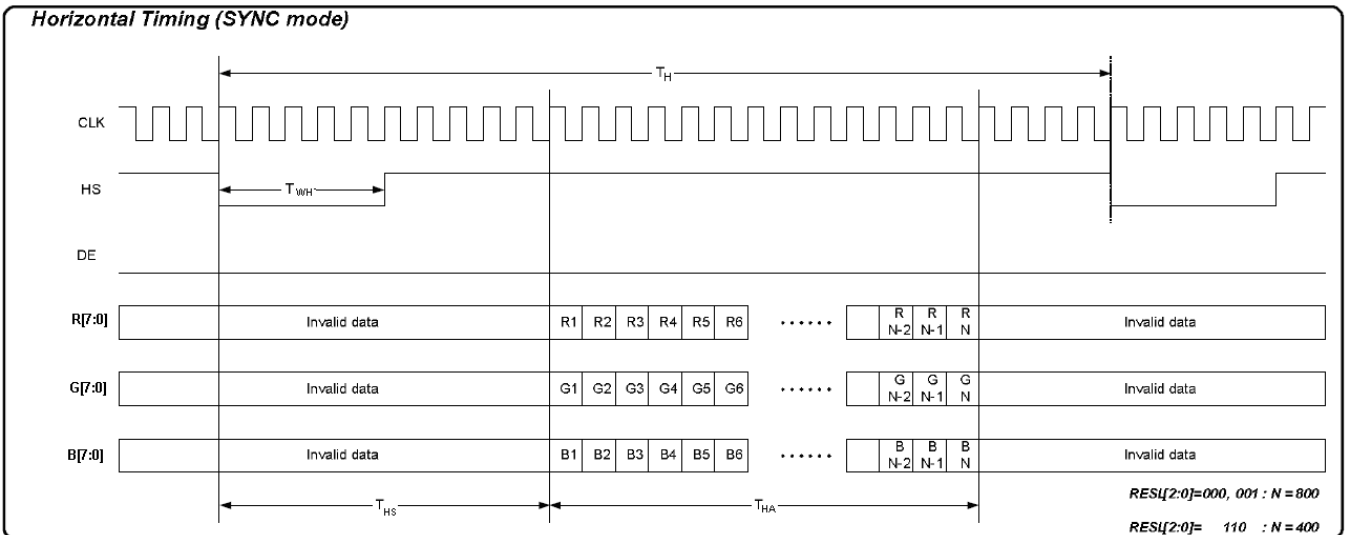 Horizontal Timing (SYNC mode)
TH
CLK
HS
TWH
DE
R[7:0] Invalid data R1 R2 R3 R4 R5 R6 ...... R N-2 R N-1 R N Invalid data
G[7:0] Invalid data G1 G2 G3 G4 G5 G6 ...... G N-2 G N-1 G N Invalid data
B[7:0] Invalid data B1 B2 B3 B4 B5 B6 ...... B N-2 B N-1 B N Invalid data
THS THA
RESL[2:0]=000, 001 : N = 800
RESL[2:0]= 110 : N = 400